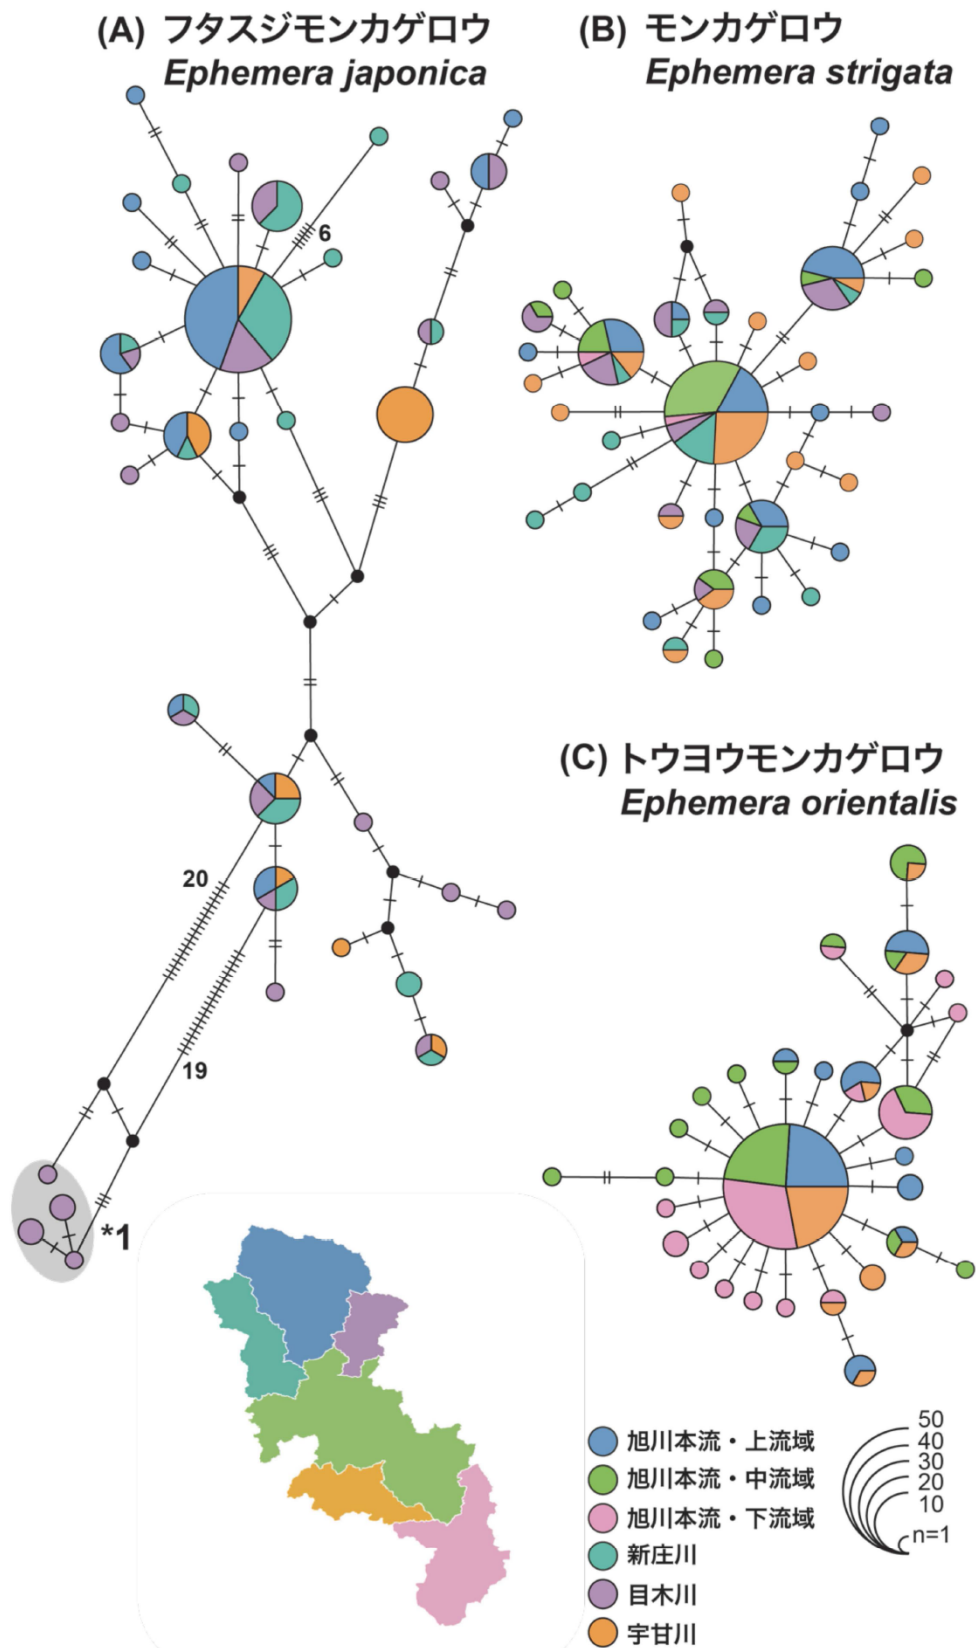 (A) フタスジモンカゲロウ
Ephemera japonica
(B) モンカゲロウ
Ephemera strigata
6
(C) トウヨウモンカゲロウ
Ephemera orientalis
20
19
*1
旭川本流・上流域
旭川本流・中流域
旭川本流・下流域
新庄川
目木川
宇甘川
50
40
30
20
10
n=1